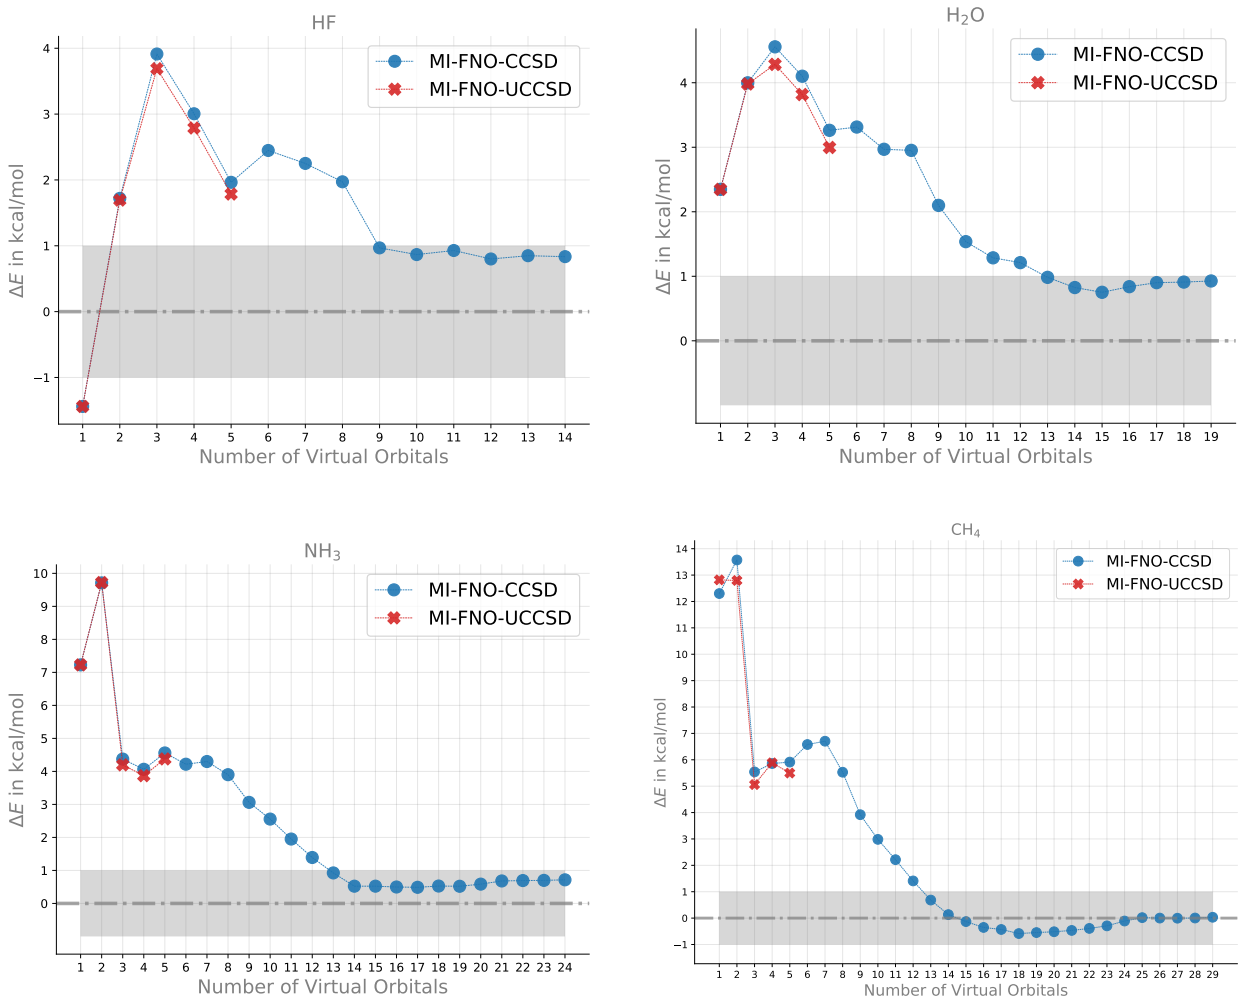 HF
MI-FNO-CCSD
MI-FNO-UCCSD
ΔE in kcal/mol
4
3
2
1
0
−1
1 2 3 4 5 6 7 8 9 10 11 12 13 14
Number of Virtual Orbitals
H₂O
MI-FNO-CCSD
MI-FNO-UCCSD
ΔE in kcal/mol
4
3
2
1
0
1 2 3 4 5 6 7 8 9 10 11 12 13 14 15 16 17 18 19
Number of Virtual Orbitals
NH₃
MI-FNO-CCSD
MI-FNO-UCCSD
ΔE in kcal/mol
10
9
8
7
6
5
4
3
2
1
0
1 2 3 4 5 6 7 8 9 10 11 12 13 14 15 16 17 18 19 20 21 22 23 24
Number of Virtual Orbitals
CH₄
MI-FNO-CCSD
MI-FNO-UCCSD
ΔE in kcal/mol
14
13
12
11
10
9
8
7
6
5
4
3
2
1
0
−1
1 2 3 4 5 6 7 8 9 10 11 12 13 14 15 16 17 18 19 20 21 22 23 24 25 26 27 28 29
Number of Virtual Orbitals